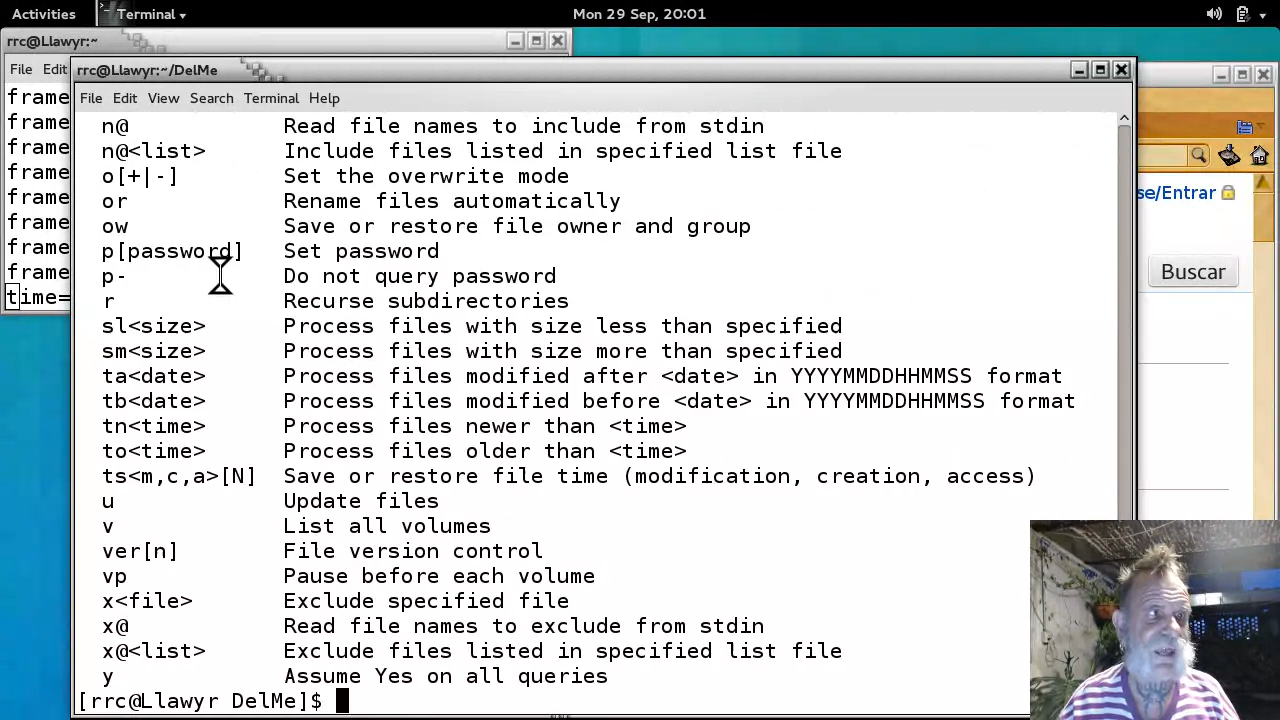 Activities Terminal Mon 29 Sep, 20:01
rrc@Llawyr:~
File Edit
frame
frame
frame
frame
frame
frame
frame
frame
time=
rrc@Llawyr:~/DelMe
File Edit View Search Terminal Help
n@ Read file names to include from stdin
n@<list> Include files listed in specified list file
o[+|-] Set the overwrite mode
or Rename files automatically
ow Save or restore file owner and group
p[password] Set password
p- Do not query password
r Recurse subdirectories
sl<size> Process files with size less than specified
sm<size> Process files with size more than specified
ta<date> Process files modified after <date> in YYYYMMDDHHMMSS format
tb<date> Process files modified before <date> in YYYYMMDDHHMMSS format
tn<time> Process files newer than <time>
to<time> Process files older than <time>
ts<m,c,a>[N] Save or restore file time (modification, creation, access)
u Update files
v List all volumes
ver[n] File version control
vp Pause before each volume
x<file> Exclude specified file
x@ Read file names to exclude from stdin
x@<list> Exclude files listed in specified list file
y Assume Yes on all queries
[rrc@Llawyr DelMe]$
se/Entrar
Buscar